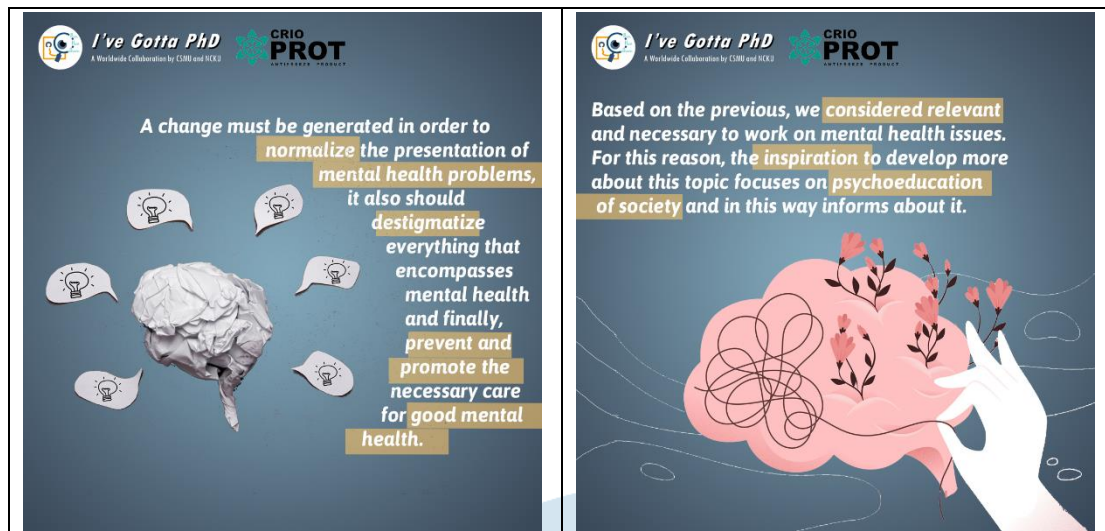 I've Gotta PhD
A Worldwide Collaboration by CSMU and NCKU
CRIO
PROT
ANTIFREEZE PRODUCT
A change must be generated in order to
normalize the presentation of
mental health problems,
it also should
destigmatize
everything that
encompasses
mental health
and finally,
prevent and
promote the
necessary care
for good mental
health.
I've Gotta PhD
A Worldwide Collaboration by CSMU and NCKU
CRIO
PROT
ANTIFREEZE PRODUCT
Based on the previous, we considered relevant
and necessary to work on mental health issues.
For this reason, the inspiration to develop more
about this topic focuses on psychoeducation
of society and in this way informs about it.